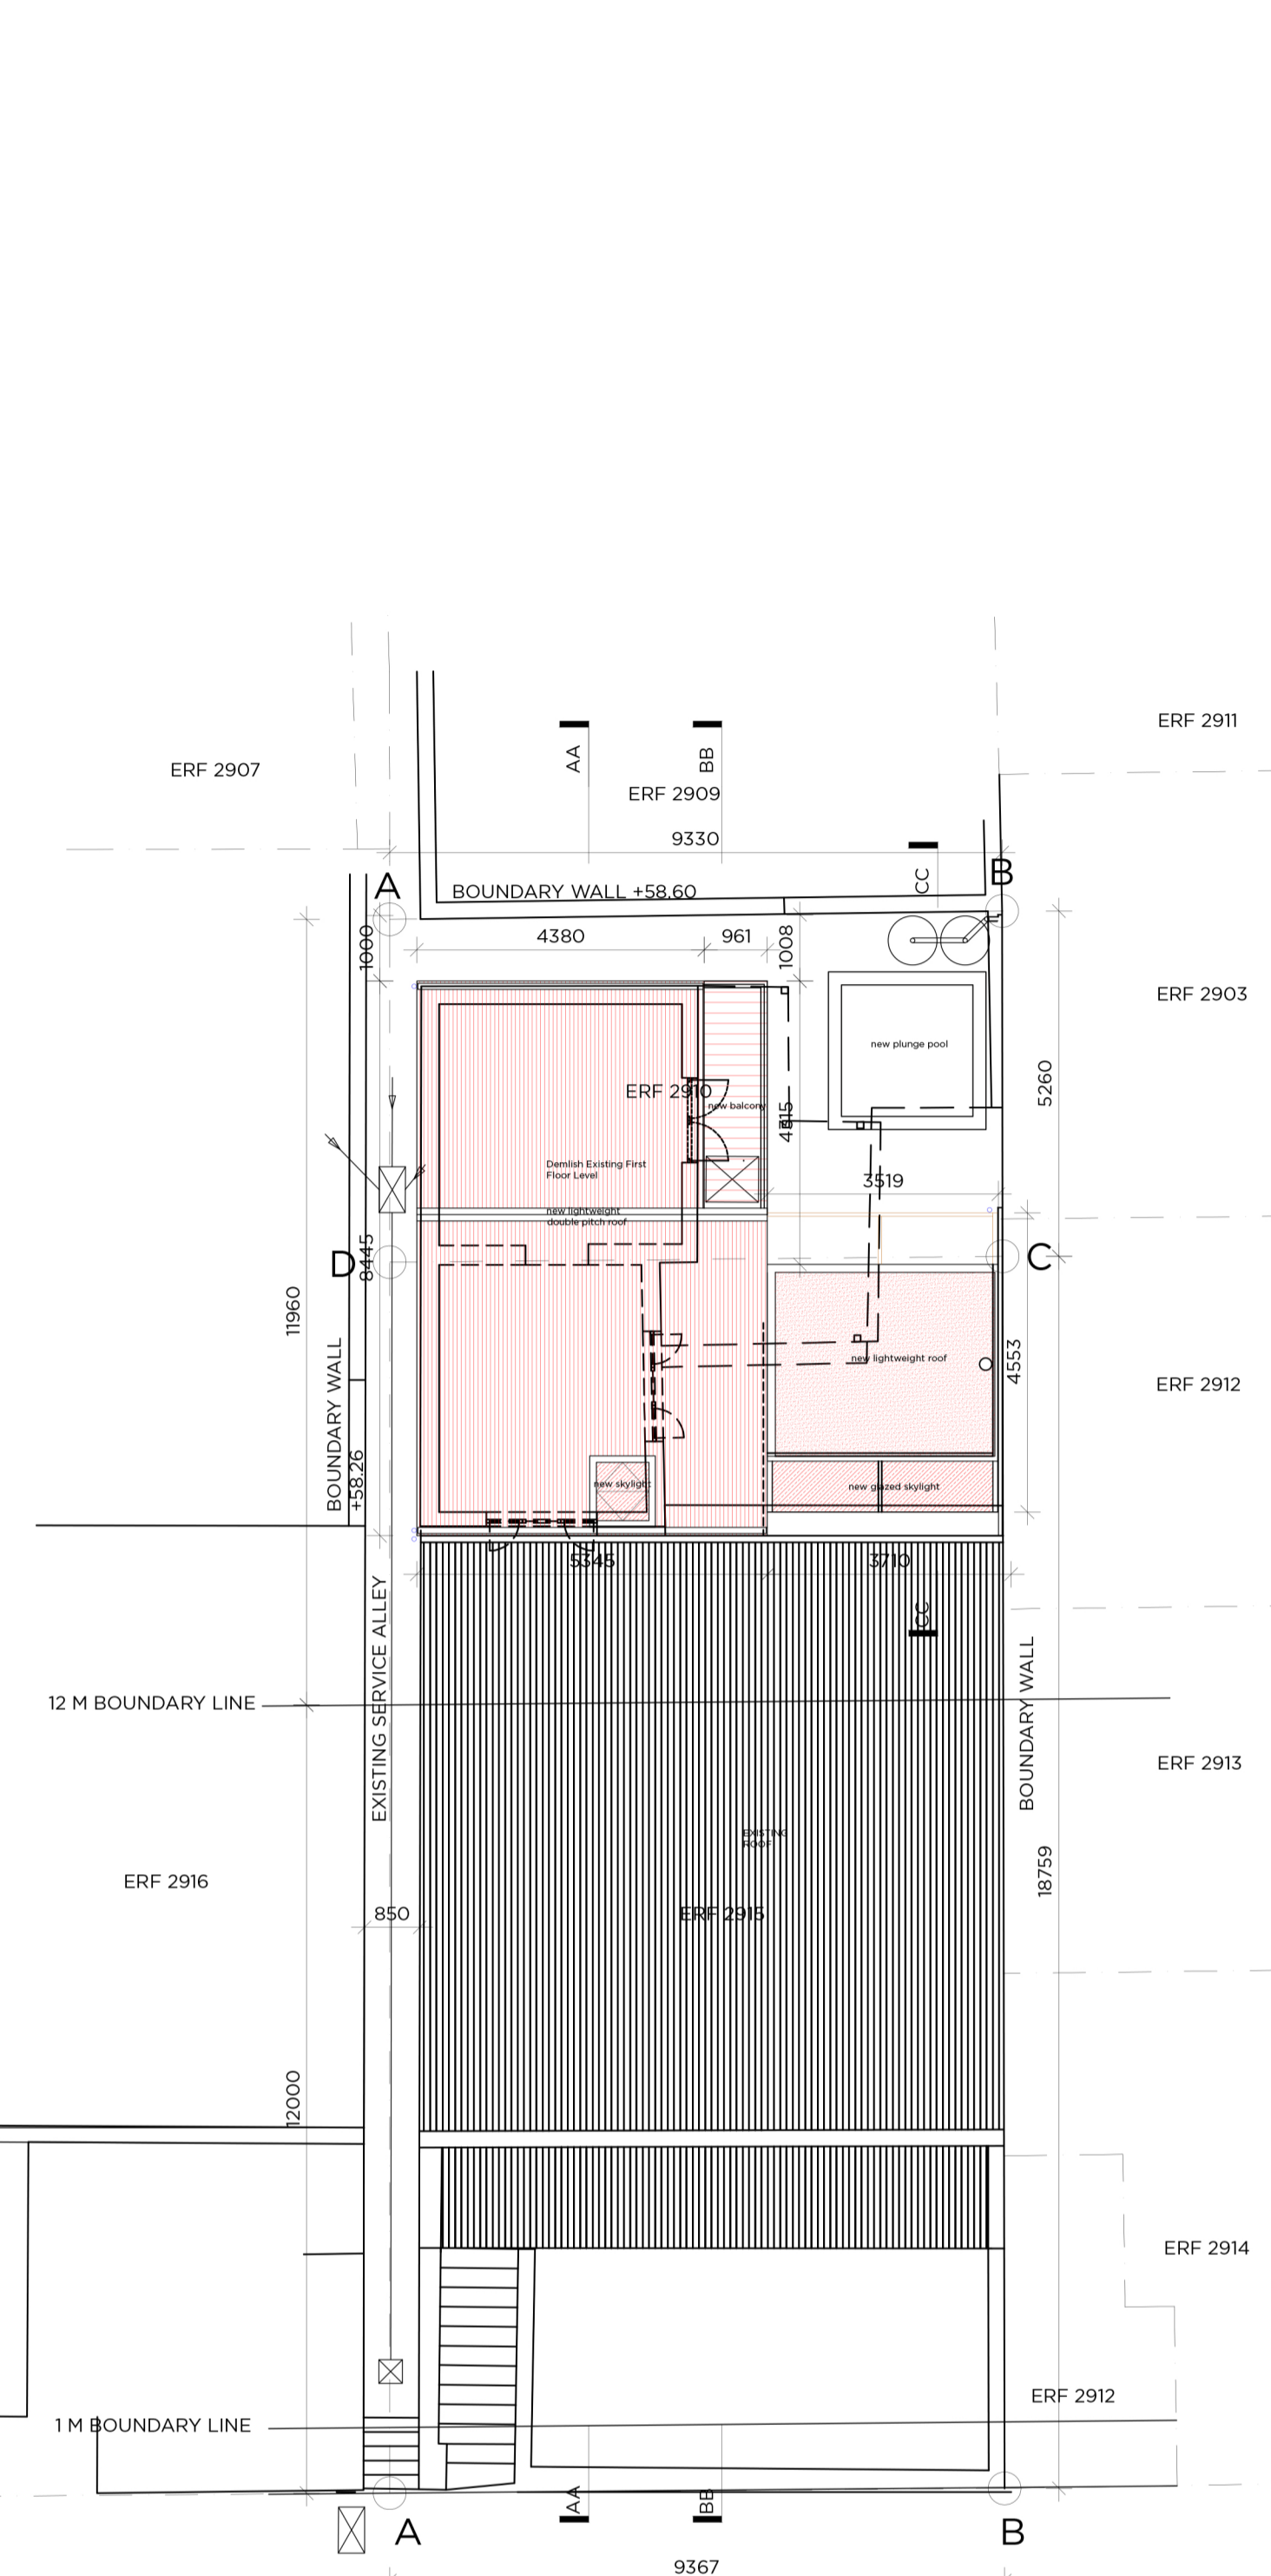 ERF 2911
AA
BB
ERF 2907
ERF 2909
9330
CC
A
B
BOUNDARY WALL +58.60
1000
4380
961
1008
ERF 2903
new plunge pool
5260
ERF 2910
new balcony
Demlish Existing First
Floor Level
3519
new lightweight
double pitch roof
8445
D
C
11960
new lightweight roof
4553
ERF 2912
BOUNDARY WALL
+58.26
new skylight
new glazed skylight
5345
3710
CC
EXISTING SERVICE ALLEY
BOUNDARY WALL
12 M BOUNDARY LINE
ERF 2913
EXISTING
ROOF
18759
ERF 2916
850
ERF 2915
12000
ERF 2914
ERF 2912
1 M BOUNDARY LINE
AA
BB
A
B
9367